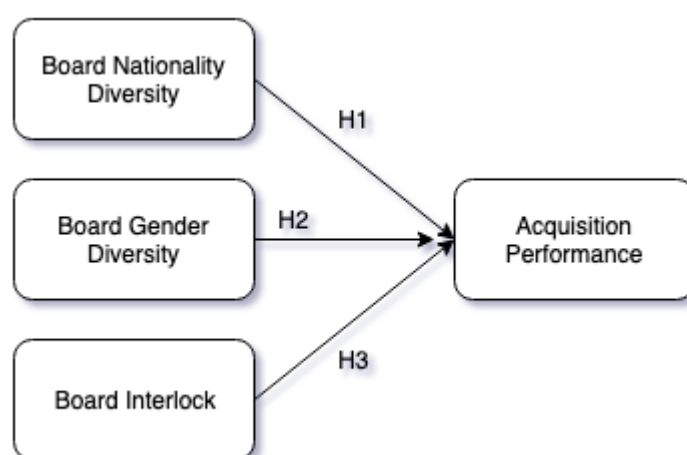 Board Nationality
Diversity
H1
Board Gender
Diversity
H2
Acquisition
Performance
H3
Board Interlock